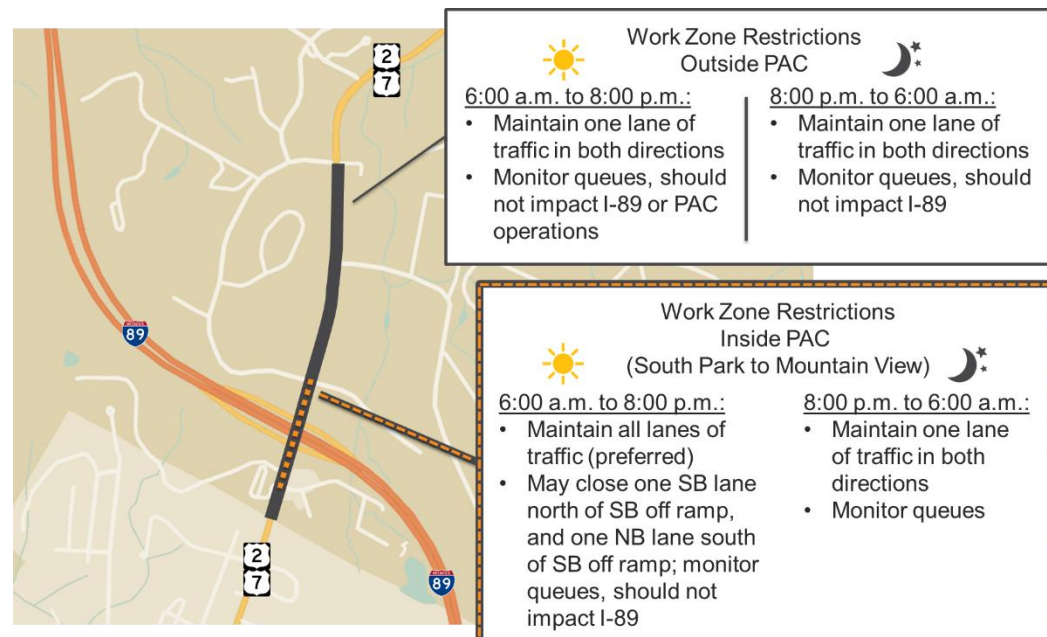 2
7
Work Zone Restrictions
Outside PAC
6:00 a.m. to 8:00 p.m.:
• Maintain one lane of
traffic in both directions
• Monitor queues, should
not impact I-89 or PAC
operations
8:00 p.m. to 6:00 a.m.:
• Maintain one lane of
traffic in both directions
• Monitor queues, should
not impact I-89
89
Work Zone Restrictions
Inside PAC
(South Park to Mountain View)
6:00 a.m. to 8:00 p.m.:
• Maintain all lanes of
traffic (preferred)
• May close one SB lane
north of SB off ramp,
and one NB lane south
of SB off ramp; monitor
queues, should not
impact I-89
8:00 p.m. to 6:00 a.m.:
• Maintain one lane
of traffic in both
directions
• Monitor queues
2
7
89